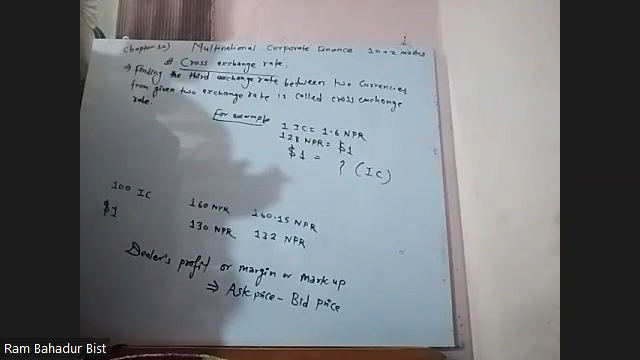 Chapter 10) Multinational Corporate Finance 10+2 marks
# Cross exchange rate.
⇒ Finding the third exchange rate between two currencies
from given two exchange rate is called cross exchange
rate.
For example
1 IC = 1.6 NPR
128 NPR = $1
$1 = ? (IC)
100 IC 160 NPR 160.15 NPR
$1 130 NPR 132 NPR
Dealer's profit or margin or mark up
⇒ Ask price - Bid price
Ram Bahadur Bist